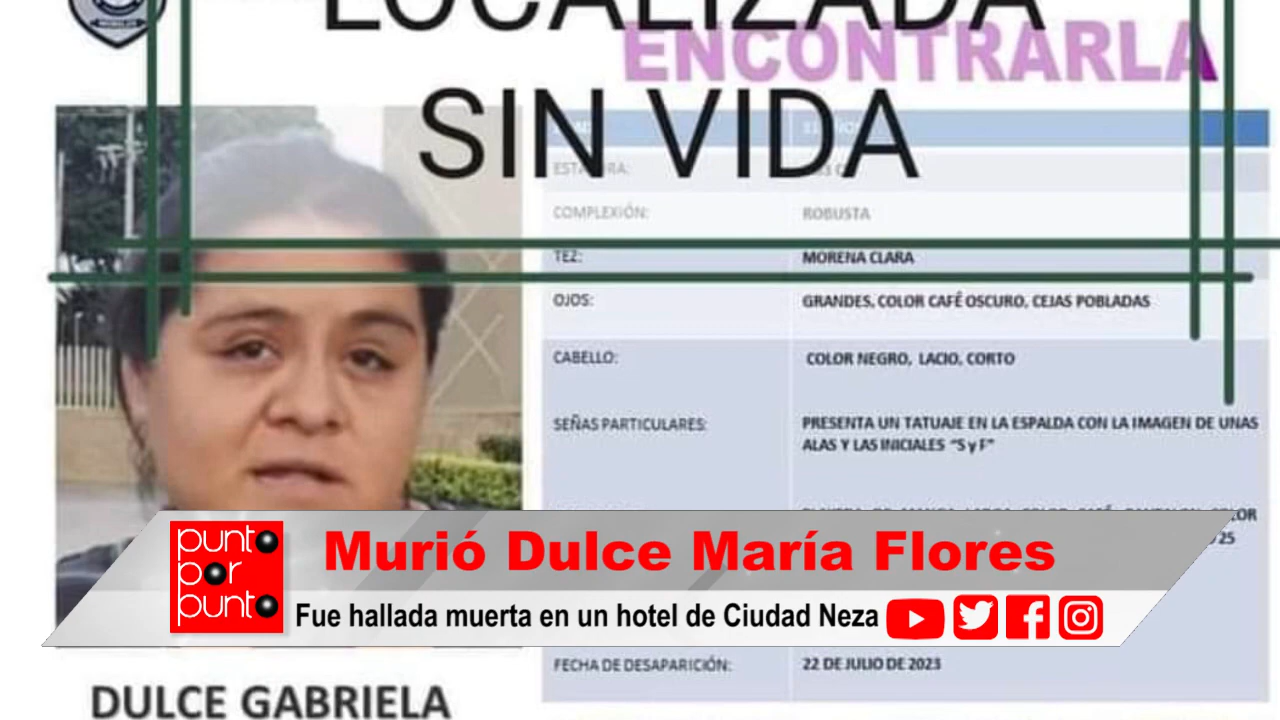 LOCALIZADA
ENCONTRARLA
SIN VIDA
COMPLEXIÓN: ROBUSTA
TEZ: MORENA CLARA
OJOS: GRANDES, COLOR CAFÉ OSCURO, CEJAS POBLADAS
CABELLO: COLOR NEGRO, LACIO, CORTO
SEÑAS PARTICULARES: PRESENTA UN TATUAJE EN LA ESPALDA CON LA IMAGEN DE UNAS
ALAS Y LAS INICIALES "S y F"
punto
por
punto
Murió Dulce María Flores
Fue hallada muerta en un hotel de Ciudad Neza
FECHA DE DESAPARICIÓN: 22 DE JULIO DE 2023
DULCE GABRIELA